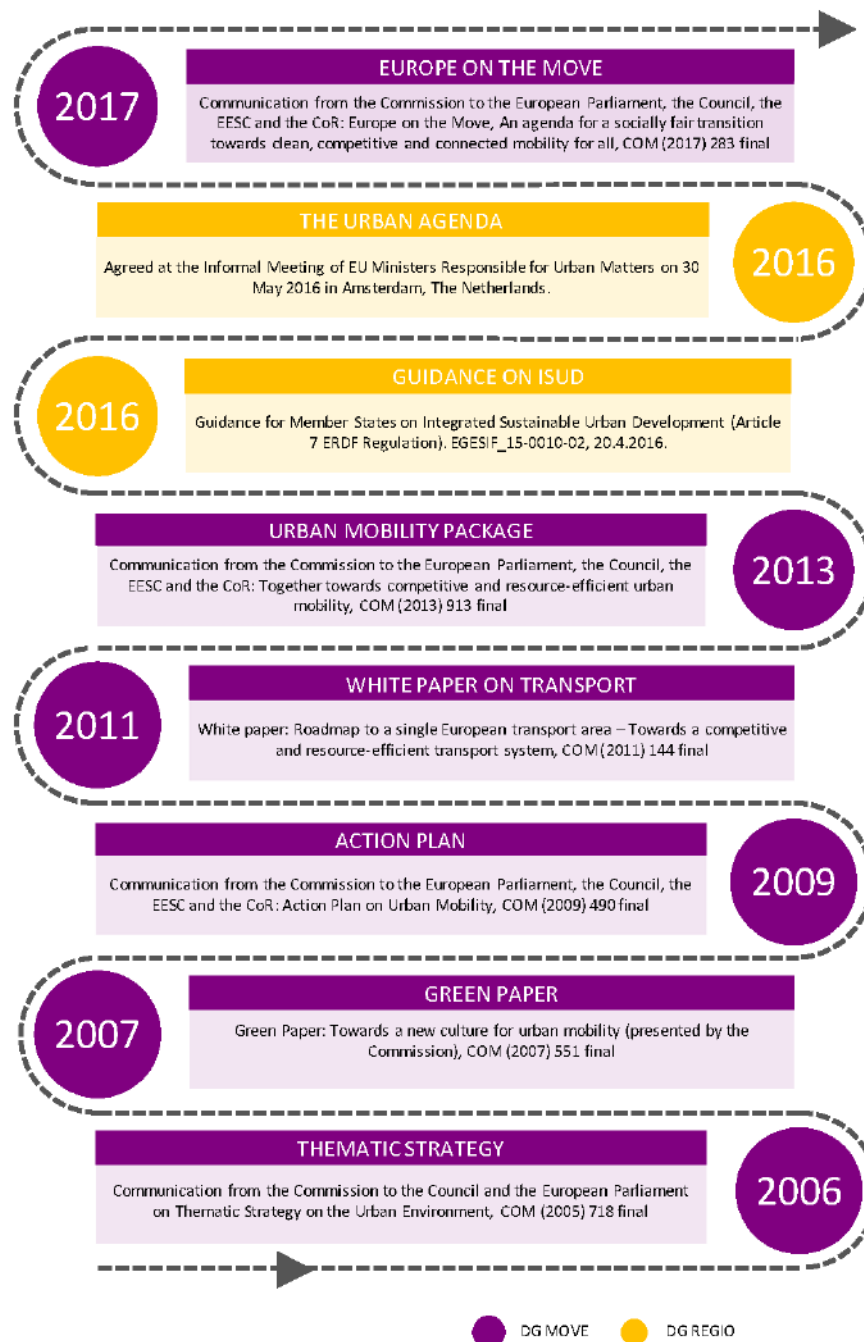 2017
EUROPE ON THE MOVE
Communication from the Commission to the European Parliament, the Council, the
EESC and the CoR: Europe on the Move, An agenda for a socially fair transition
towards clean, competitive and connected mobility for all, COM (2017) 283 final
THE URBAN AGENDA
Agreed at the Informal Meeting of EU Ministers Responsible for Urban Matters on 30
May 2016 in Amsterdam, The Netherlands.
2016
2016
GUIDANCE ON ISUD
Guidance for Member States on Integrated Sustainable Urban Development (Article
7 ERDF Regulation). EGESIF_15-0010-02, 20.4.2016.
URBAN MOBILITY PACKAGE
Communication from the Commission to the European Parliament, the Council, the
EESC and the CoR: Together towards competitive and resource-efficient urban
mobility, COM (2013) 913 final
2013
2011
WHITE PAPER ON TRANSPORT
White paper: Roadmap to a single European transport area – Towards a competitive
and resource-efficient transport system, COM (2011) 144 final
ACTION PLAN
Communication from the Commission to the European Parliament, the Council, the
EESC and the CoR: Action Plan on Urban Mobility, COM (2009) 490 final
2009
2007
GREEN PAPER
Green Paper: Towards a new culture for urban mobility (presented by the
Commission), COM (2007) 551 final
THEMATIC STRATEGY
Communication from the Commission to the Council and the European Parliament
on Thematic Strategy on the Urban Environment, COM (2005) 718 final
2006
DG MOVE
DG REGIO